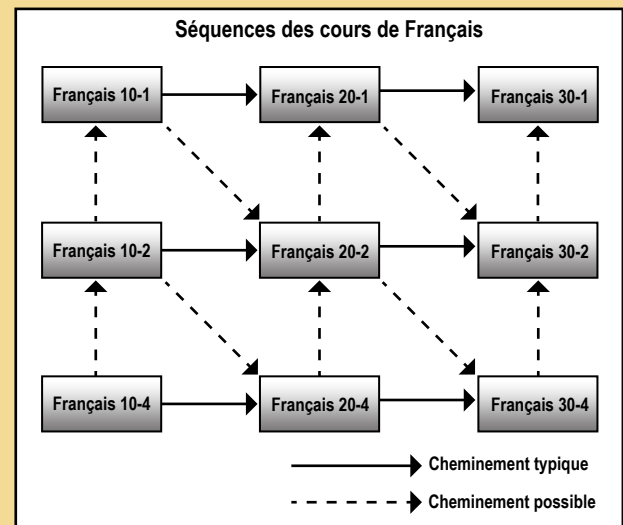 Séquences des cours de Français
Français 10-1
Français 20-1
Français 30-1
Français 10-2
Français 20-2
Français 30-2
Français 10-4
Français 20-4
Français 30-4
Cheminement typique
Cheminement possible